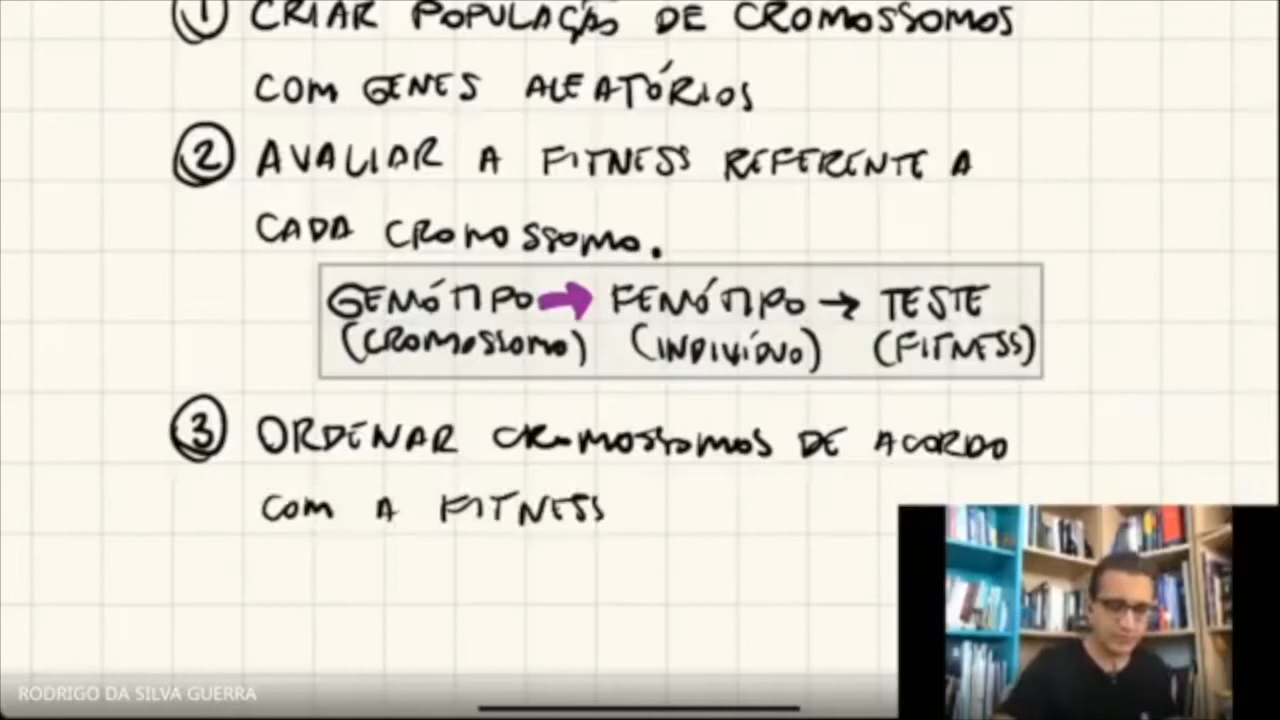 ① CRIAR POPULAÇÃO DE CROMOSSOMOS
COM GENES ALEATÓRIOS
② AVALIAR A FITNESS REFERENTE A
CADA CROMOSSOMO.
GENÓTIPO → FENÓTIPO → TESTE
(CROMOSSOMO) (INDIVÍDUO) (FITNESS)
③ ORDENAR CROMOSSOMOS DE ACORDO
COM A FITNESS
RODRIGO DA SILVA GUERRA